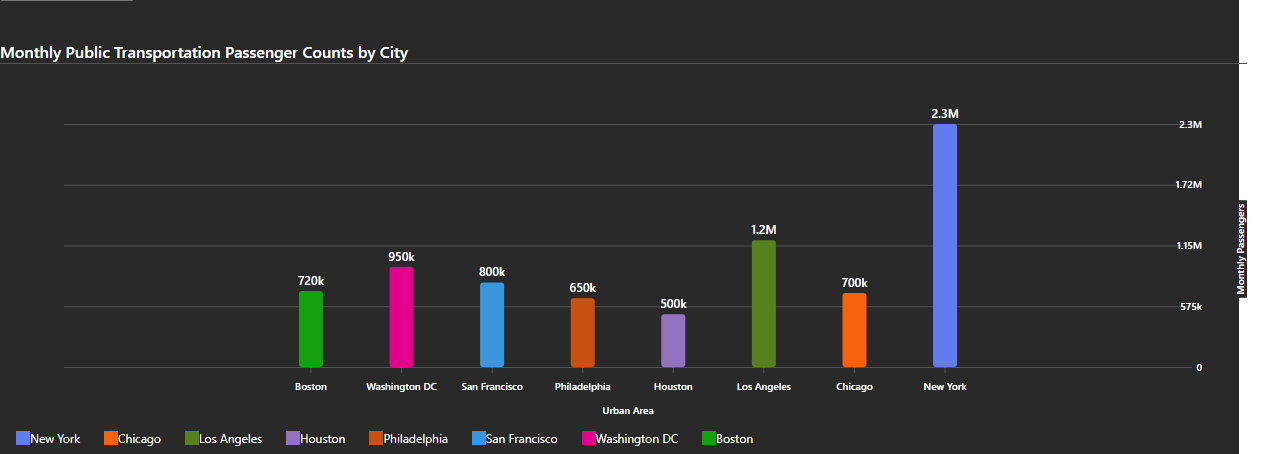 Monthly Public Transportation Passenger Counts by City
2.3M
2.3M
1.72M
Monthly Passengers
1.2M
1.15M
950k
800k
720k
700k
650k
500k
575k
0
Boston Washington DC San Francisco Philadelphia Houston Los Angeles Chicago New York
Urban Area
New York Chicago Los Angeles Houston Philadelphia San Francisco Washington DC Boston